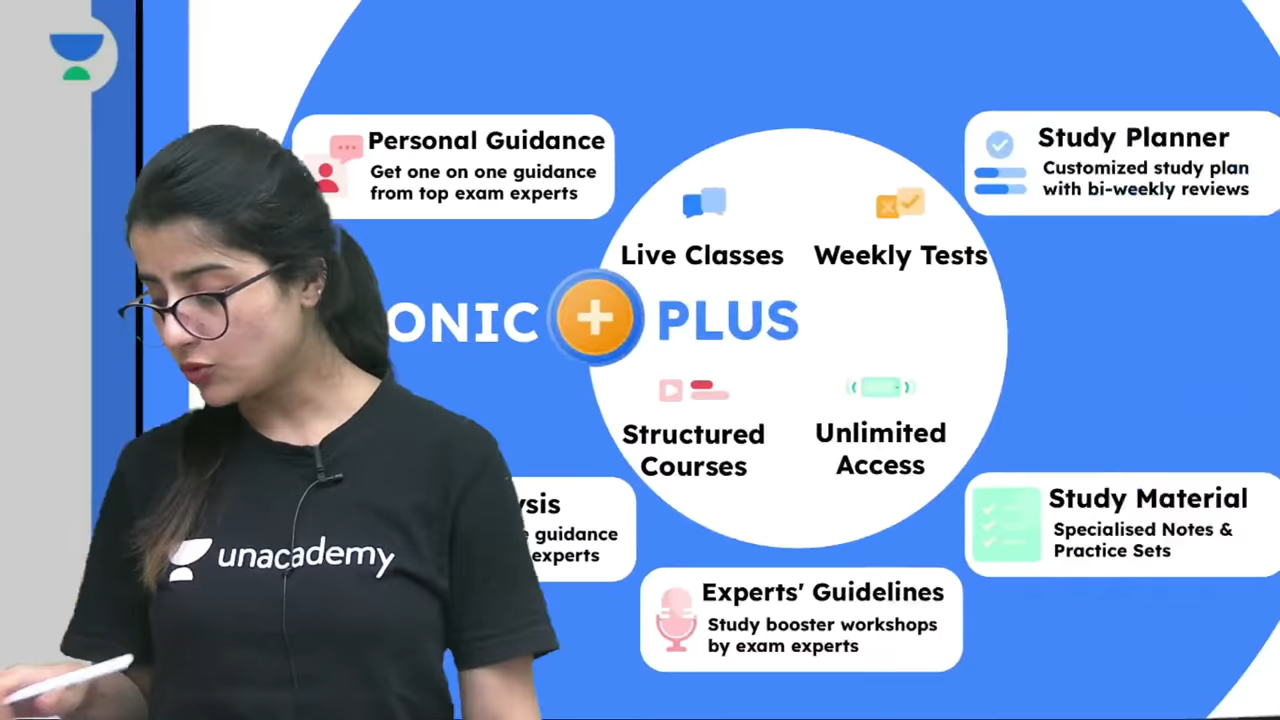 Personal Guidance
Get one on one guidance
from top exam experts
Study Planner
Customized study plan
with bi-weekly reviews
Live Classes
Weekly Tests
ONIC
PLUS
Structured
Courses
Unlimited
Access
guidance
experts
Study Material
Specialised Notes &
Practice Sets
Experts' Guidelines
Study booster workshops
by exam experts
unacademy